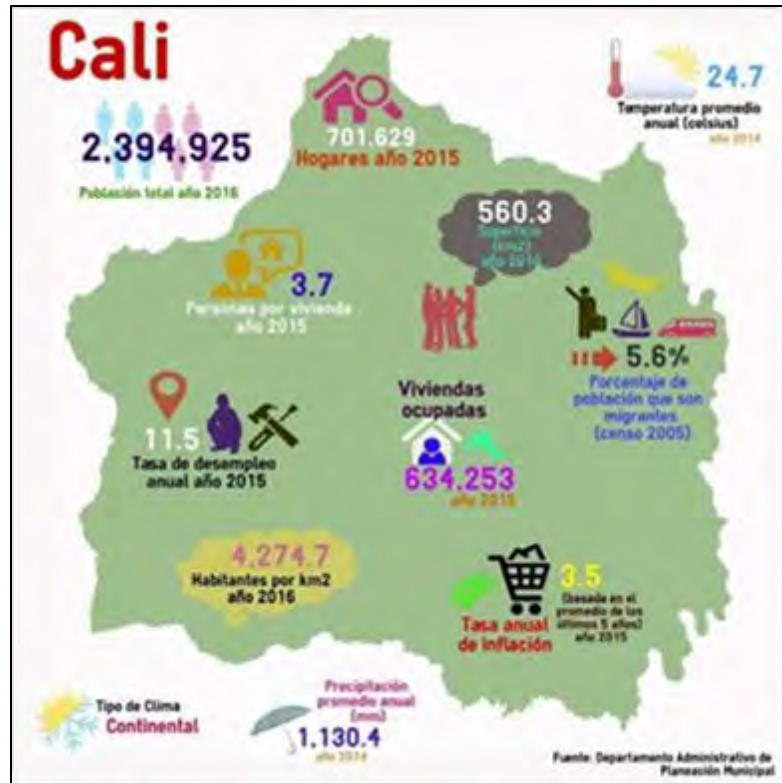 Cali
2.394.925
Población total año 2016
701.629
Hogares año 2015
24.7
Temperatura promedio
anual (celsius)
año 2014
560.3
Superficie
(km2)
3.7
Personas por vivienda
año 2015
5.6%
Porcentaje de
población que son
migrantes
(censo 2005)
11.5
Tasa de desempleo
anual año 2015
Viviendas
ocupadas
634.253
4.274.7
Habitantes por km2
año 2016
3.5
(basada en el
promedio de los
últimos 5 años)
año 2015
Tasa anual
de inflación
Tipo de Clima
Continental
Precipitación
promedio anual
(mm)
1.130.4
año 2014
Fuente: Departamento Administrativo de
Planeación Municipal